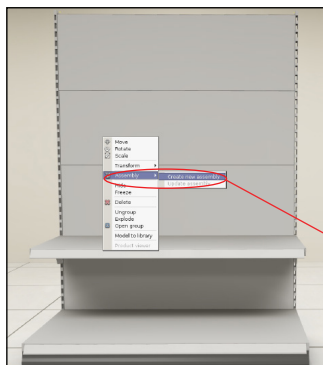 Move
Rotate
Scale
Transform
Assembly
Create new assembly
Update assembly
Hide
Freeze
Delete
Ungroup
Explode
Open group
Model to library
Product viewer